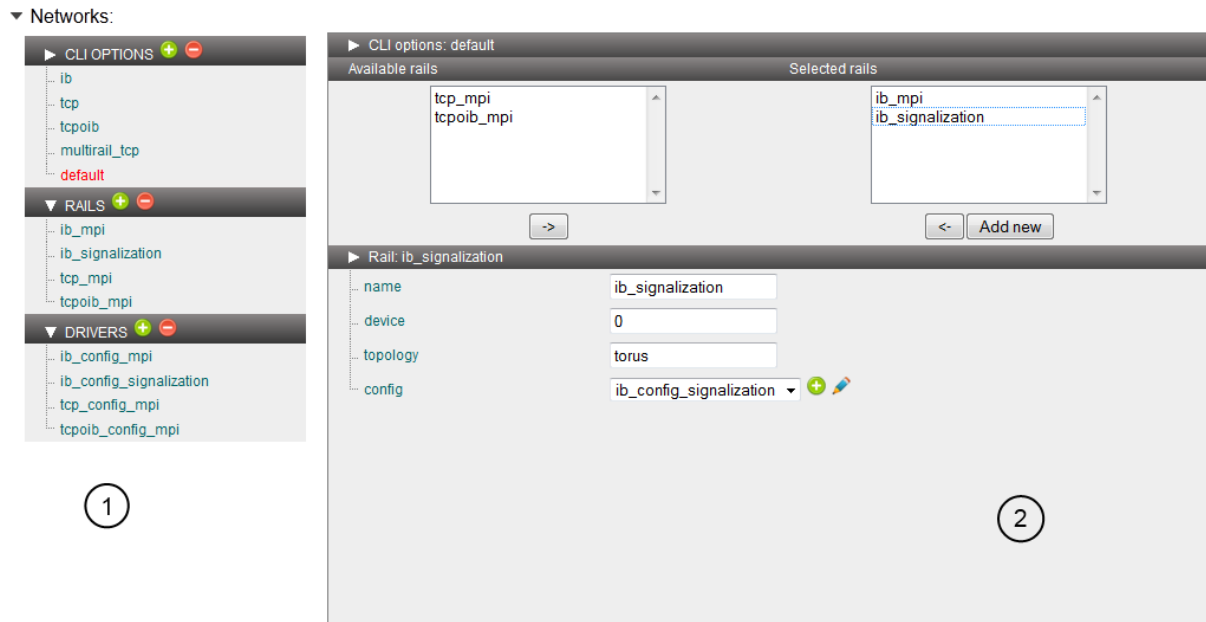 Networks:
CLI OPTIONS
ib
tcp
tcpoib
multirail_tcp
default
RAILS
ib_mpi
ib_signalization
tcp_mpi
tcpoib_mpi
DRIVERS
ib_config_mpi
ib_config_signalization
tcp_config_mpi
tcpoib_config_mpi
1
CLI options: default
Available rails Selected rails
tcp_mpi
tcpoib_mpi
->
ib_mpi
ib_signalization
<- Add new
Rail: ib_signalization
name ib_signalization
device 0
topology torus
config ib_config_signalization
2